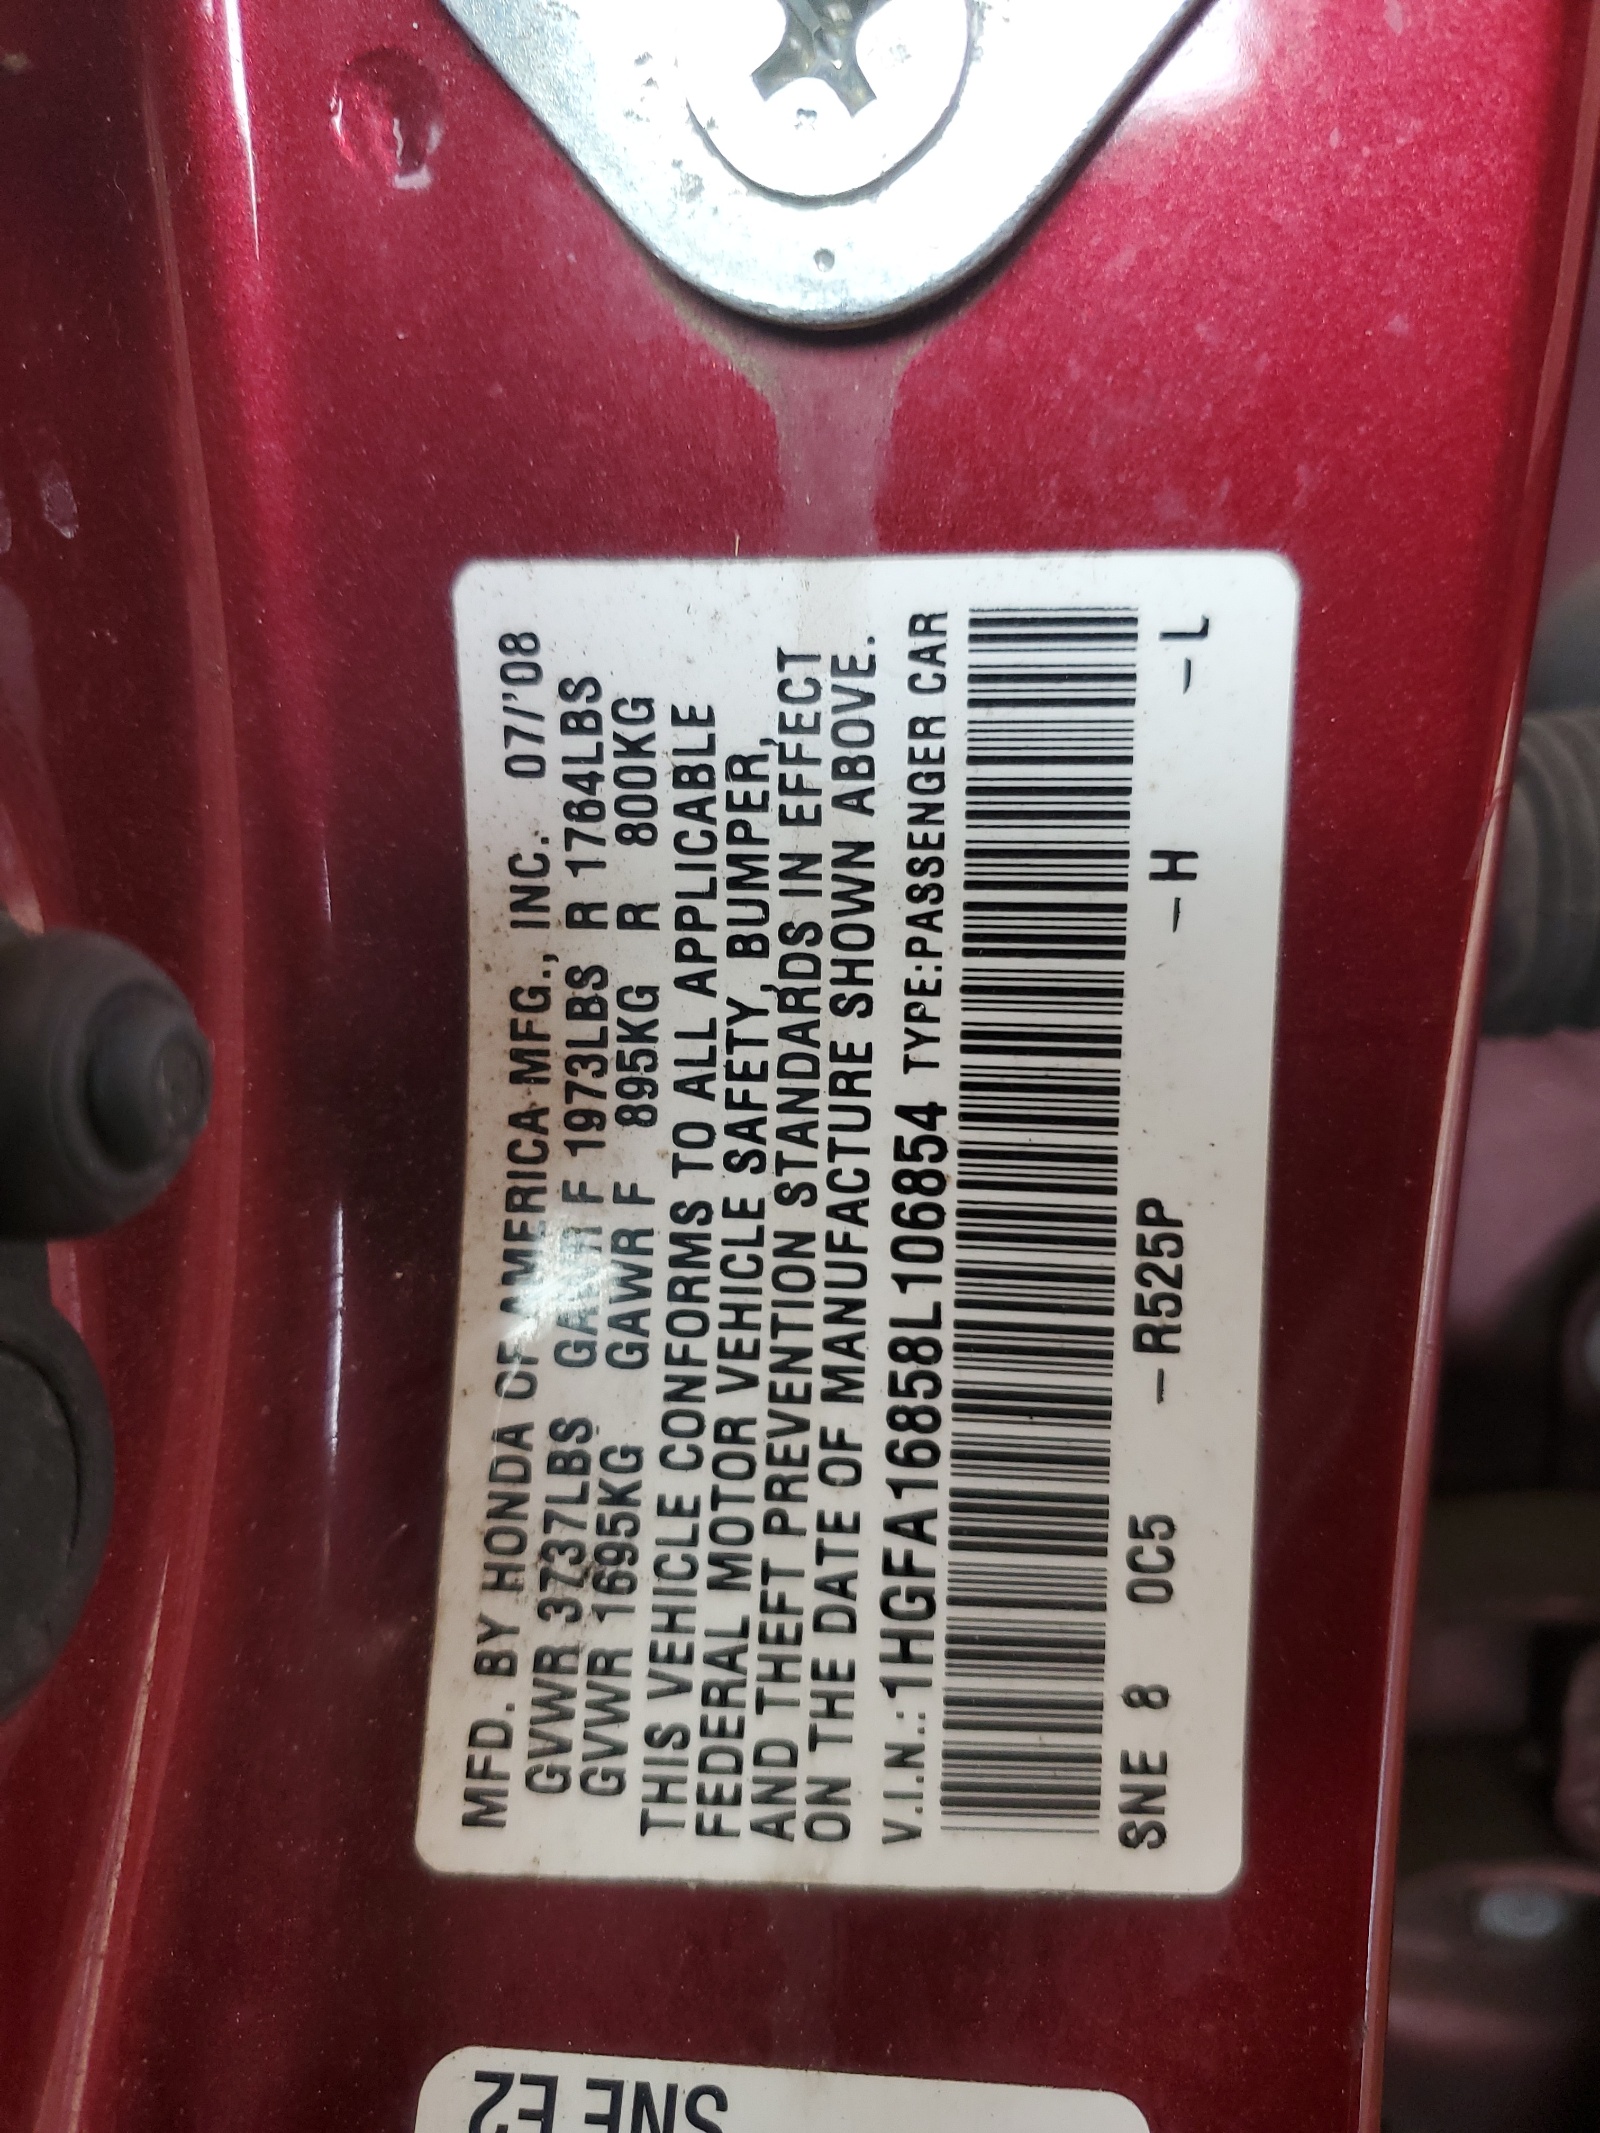 MFD. BY HONDA OF AMERICA MFG., INC. 07/'08
GVWR 3737LBS GAWR F 1973LBS R 1764LBS
GVWR 1695KG GAWR F 895KG R 800KG
THIS VEHICLE CONFORMS TO ALL APPLICABLE
FEDERAL MOTOR VEHICLE SAFETY, BUMPER,
AND THEFT PREVENTION STANDARDS IN EFFECT
ON THE DATE OF MANUFACTURE SHOWN ABOVE.
V.I.N.: 1HGFA16858L106854 TYPE:PASSENGER CAR
SNE 8 0C5 –R525P –H –L
SNE E2